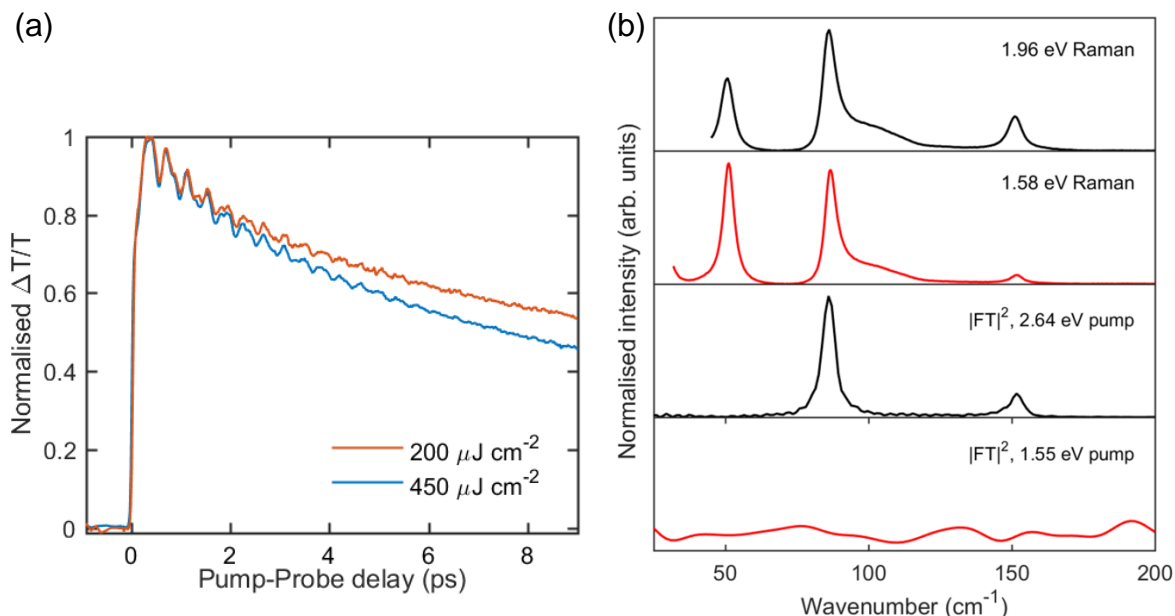 (a)
Normalised ΔT/T
1
0.8
0.6
0.4
0.2
0
200 μJ cm⁻²
450 μJ cm⁻²
0 2 4 6 8
Pump-Probe delay (ps)
(b)
Normalised intensity (arb. units)
1.96 eV Raman
1.58 eV Raman
|FT|², 2.64 eV pump
|FT|², 1.55 eV pump
50 100 150 200
Wavenumber (cm⁻¹)